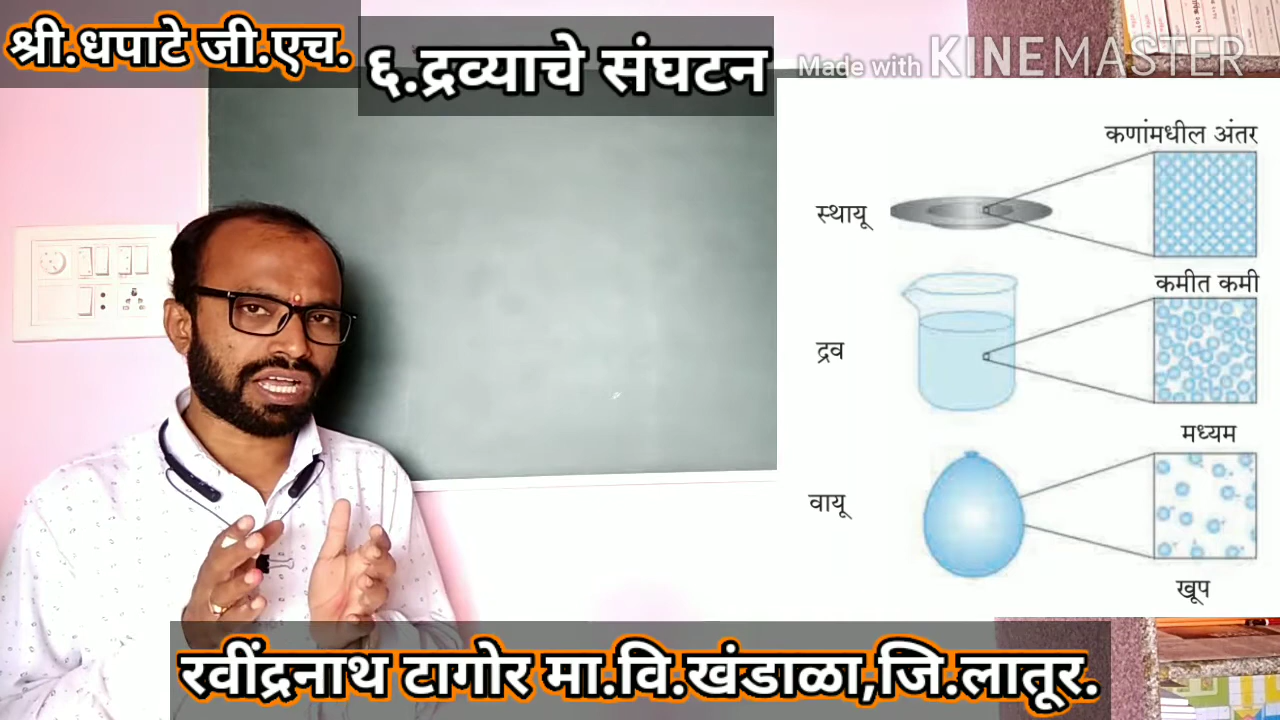 श्री.धपाटे जी.एच.
६.द्रव्याचे संघटन
Made with KINEMASTER
कणांमधील अंतर
स्थायू
कमीत कमी
द्रव
मध्यम
वायू
खूप
रवींद्रनाथ टागोर मा.वि.खंडाळा,जि.लातूर.